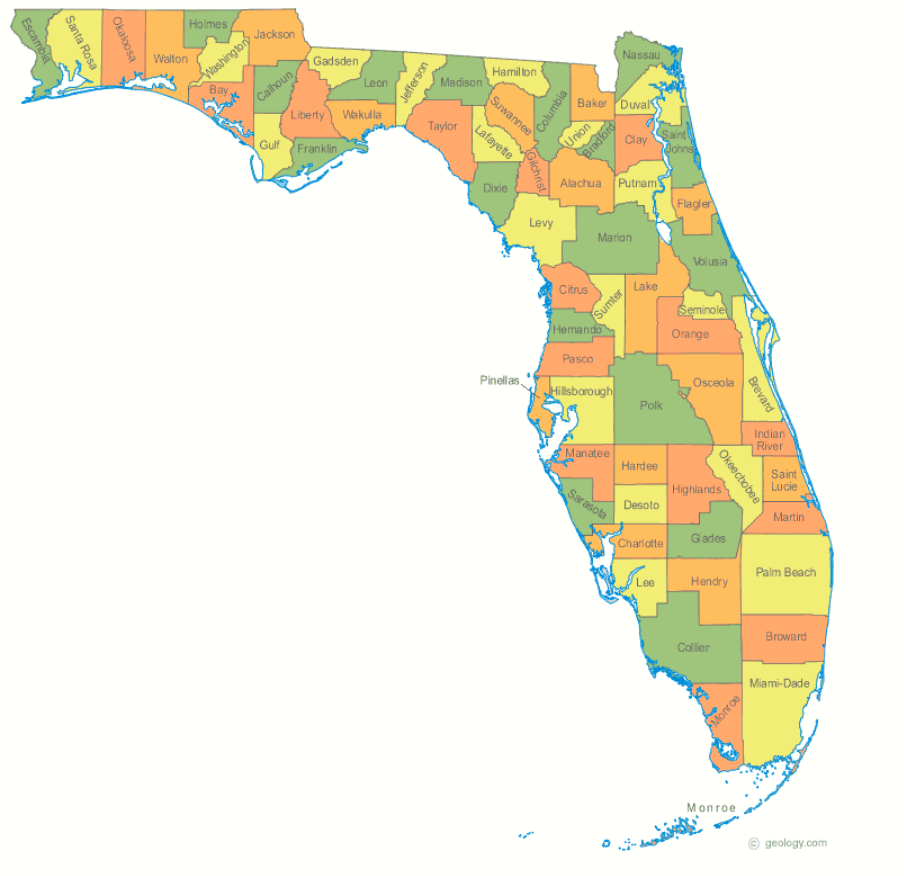 Escambia
Santa Rosa
Okaloosa
Walton
Holmes
Washington
Jackson
Bay
Calhoun
Gulf
Gadsden
Liberty
Franklin
Leon
Wakulla
Jefferson
Madison
Taylor
Hamilton
Suwannee
Lafayette
Dixie
Columbia
Gilchrist
Baker
Union
Bradford
Alachua
Levy
Nassau
Duval
Clay
Saint
Johns
Putnam
Flagler
Marion
Volusia
Citrus
Sumter
Lake
Seminole
Hernando
Orange
Pasco
Pinellas
Hillsborough
Polk
Osceola
Brevard
Indian
River
Manatee
Hardee
Highlands
Okeechobee
Saint
Lucie
Sarasota
Desoto
Martin
Charlotte
Glades
Lee
Hendry
Palm Beach
Collier
Broward
Miami-Dade
Monroe
Monroe
© geology.com